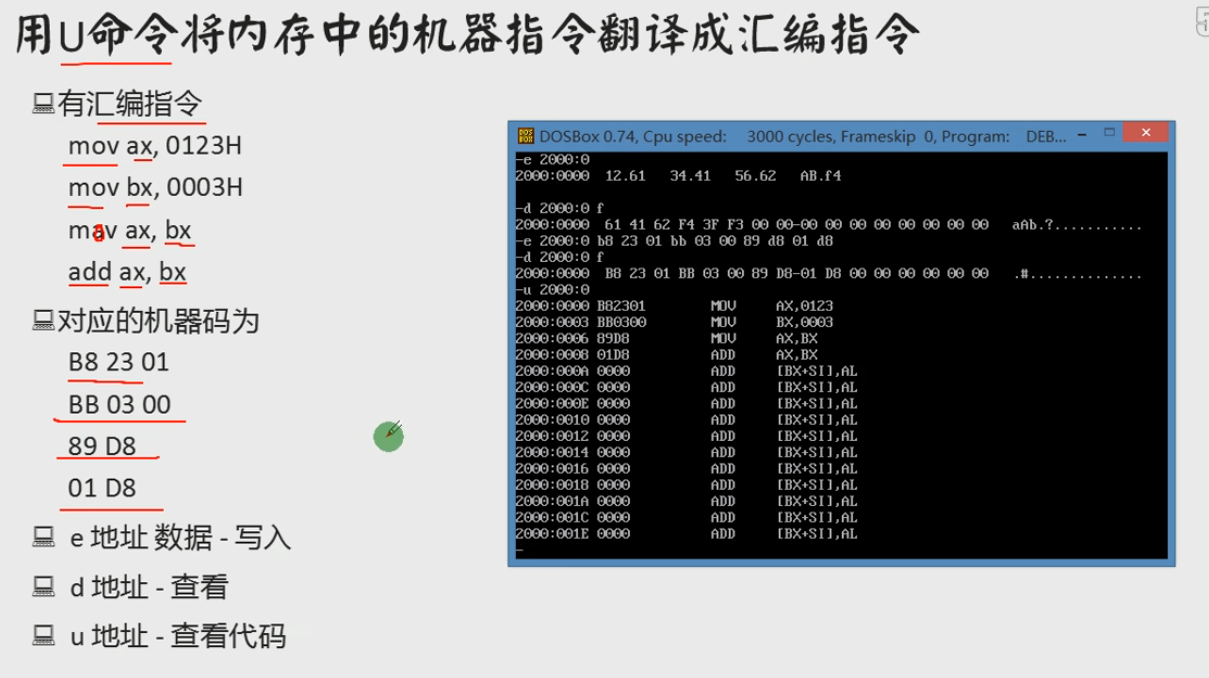 用U命令将内存中的机器指令翻译成汇编指令
有汇编指令
mov ax, 0123H
mov bx, 0003H
mav ax, bx
add ax, bx
对应的机器码为
B8 23 01
BB 03 00
89 D8
01 D8
e 地址 数据 - 写入
d 地址 - 查看
u 地址 - 查看代码
DOSBox 0.74, Cpu speed: 3000 cycles, Frameskip 0, Program: DEB...
-e 2000:0
2000:0000 12.61 34.41 56.62 AB.f4
-d 2000:0 f
2000:0000 61 41 62 F4 3F F3 00 00-00 00 00 00 00 00 00 00 aAb.?...........
-e 2000:0 b8 23 01 bb 03 00 89 d8 01 d8
-d 2000:0 f
2000:0000 B8 23 01 BB 03 00 89 D8-01 D8 00 00 00 00 00 00 .#..............
-u 2000:0
2000:0000 B82301 MOV AX,0123
2000:0003 BB0300 MOV BX,0003
2000:0006 89D8 MOV AX,BX
2000:0008 01D8 ADD AX,BX
2000:000A 0000 ADD [BX+SI],AL
2000:000C 0000 ADD [BX+SI],AL
2000:000E 0000 ADD [BX+SI],AL
2000:0010 0000 ADD [BX+SI],AL
2000:0012 0000 ADD [BX+SI],AL
2000:0014 0000 ADD [BX+SI],AL
2000:0016 0000 ADD [BX+SI],AL
2000:0018 0000 ADD [BX+SI],AL
2000:001A 0000 ADD [BX+SI],AL
2000:001C 0000 ADD [BX+SI],AL
2000:001E 0000 ADD [BX+SI],AL
-